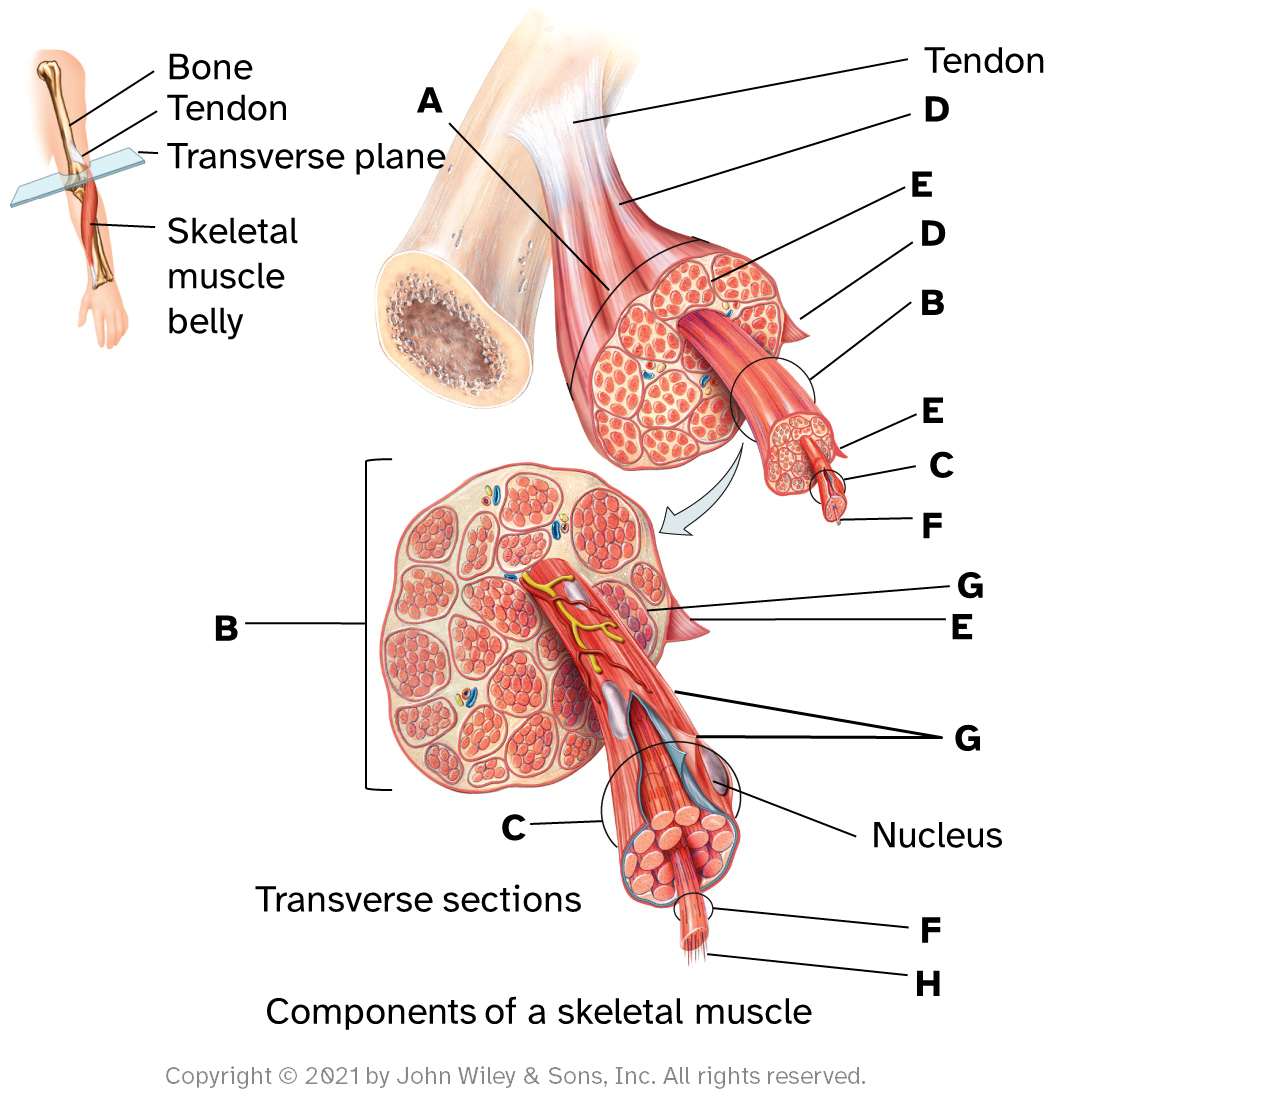 Bone
Tendon
Transverse plane
Skeletal
muscle
belly
A
Tendon
D
E
D
B
E
C
F
G
E
B
G
C
Nucleus
Transverse sections
F
H
Components of a skeletal muscle
Copyright © 2021 by John Wiley & Sons, Inc. All rights reserved.